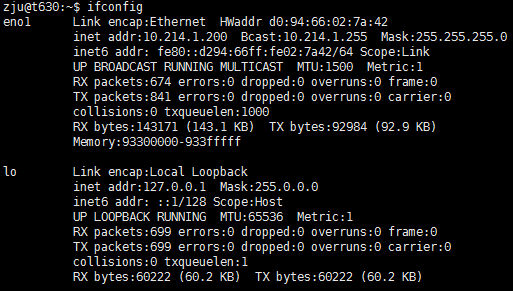 zju@t630:~$ ifconfig
eno1      Link encap:Ethernet  HWaddr d0:94:66:02:7a:42
          inet addr:10.214.1.200  Bcast:10.214.1.255  Mask:255.255.255.0
          inet6 addr: fe80::d294:66ff:fe02:7a42/64 Scope:Link
          UP BROADCAST RUNNING MULTICAST  MTU:1500  Metric:1
          RX packets:674 errors:0 dropped:0 overruns:0 frame:0
          TX packets:841 errors:0 dropped:0 overruns:0 carrier:0
          collisions:0 txqueuelen:1000
          RX bytes:143171 (143.1 KB)  TX bytes:92984 (92.9 KB)
          Memory:93300000-933fffff
lo        Link encap:Local Loopback
          inet addr:127.0.0.1  Mask:255.0.0.0
          inet6 addr: ::1/128 Scope:Host
          UP LOOPBACK RUNNING  MTU:65536  Metric:1
          RX packets:699 errors:0 dropped:0 overruns:0 frame:0
          TX packets:699 errors:0 dropped:0 overruns:0 carrier:0
          collisions:0 txqueuelen:1
          RX bytes:60222 (60.2 KB)  TX bytes:60222 (60.2 KB)